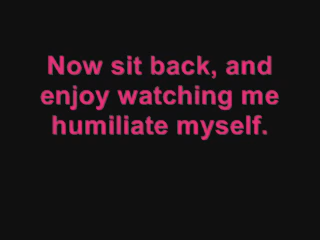 Now sit back, and
enjoy watching me
humiliate myself.